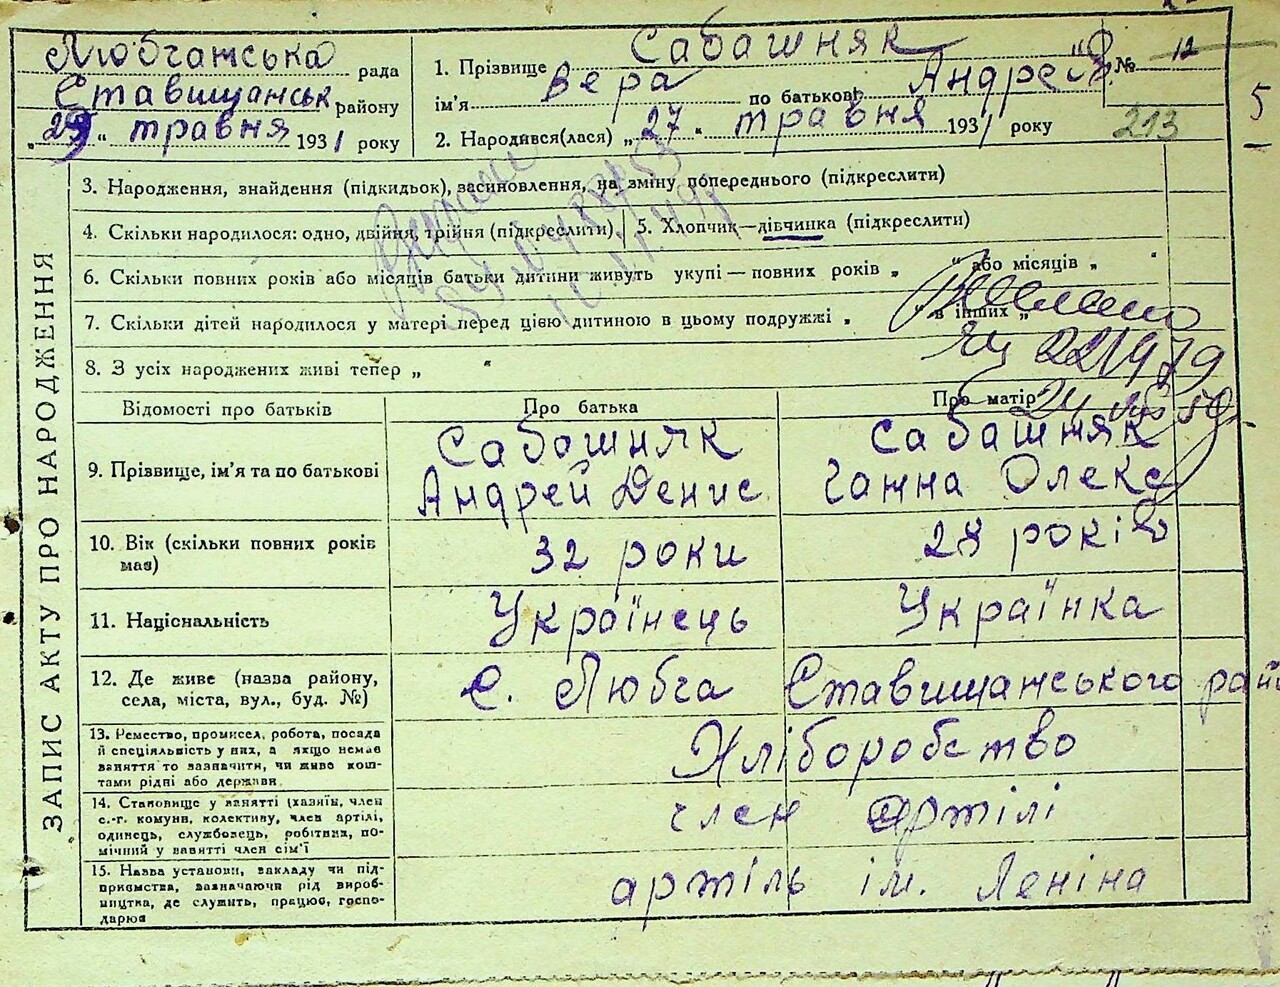 ЗАПИС АКТУ ПРО НАРОДЖЕННЯ
Любчанська рада
Ставищанськ. району
„29“ травня 1931 року
1. Прізвище Сабашняк
ім'я Вера по батькові Андреів
№ 12
213
5
2. Народився(лася) „27“ травня 1931 року
3. Народження, знайдення (підкидьок), засиновлення, на зміну попереднього (підкреслити)
4. Скільки народилося: одно, двійня, трійня (підкреслити) 5. Хлопчик—дівчинка (підкреслити)
6. Скільки повних років або місяців батьки дитини живуть укупі — повних років „ “ або місяців „ “
7. Скільки дітей народилося у матері перед цією дитиною в цьому подружжі „ “ в інших „
8. З усіх народжених живі тепер „ “
Відомості про батьків Про батька Про матір
9. Прізвище, ім'я та по батькові
Сабашняк
Андрей Денис
Сабашняк
Ганна Олекс
10. Вік (скільки повних років має)
32 роки
28 років
11. Національність
Українець
Українка
12. Де живе (назва району, села, міста, вул., буд. №)
С. Любча Ставищанського рай
13. Ремество, промисел, робота, посада й спеціяльність у них, а якщо немає заняття то зазначити, чи живе коштами рідні або держави.
Хліборобство
14. Становище у занятті (хазяїн, член с.-г. комуни, колективу, член артілі, одинець, службовець, робітник, помічний у занятті член сім'ї
член артілі
15. Назва установи, закладу чи підприємства, зазначаючи рід виробництва, де служить, працює, господарює
артіль ім. Леніна